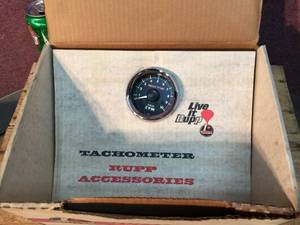 Live
it
Rupp
TACHOMETER
RUPP
ACCESSORIES